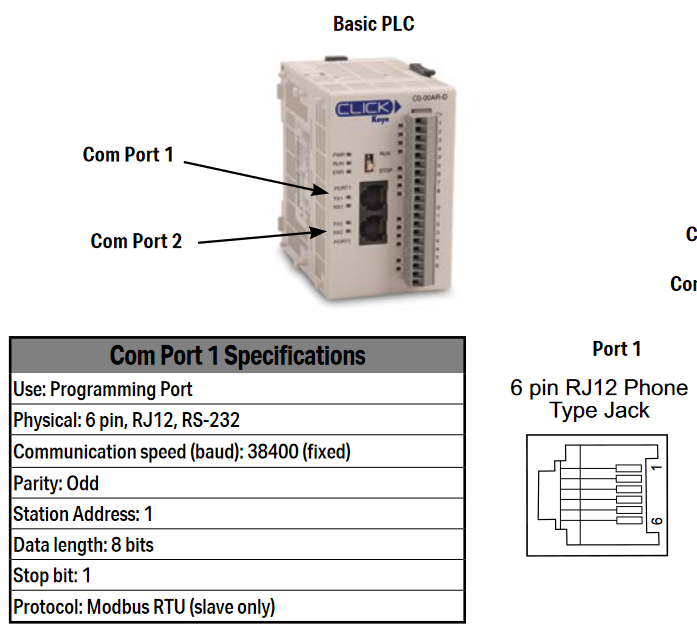 Basic PLC
CLICK
Koyo
C0-00AR-D
Com Port 1
PWR
RUN
ERR
RUN
STOP
PORT1
TX1
RX1
Com Port 2
TX2
RX2
PORT2
C
Cor
Com Port 1 Specifications
Use: Programming Port
Physical: 6 pin, RJ12, RS-232
Communication speed (baud): 38400 (fixed)
Parity: Odd
Station Address: 1
Data length: 8 bits
Stop bit: 1
Protocol: Modbus RTU (slave only)
Port 1
6 pin RJ12 Phone
Type Jack
1
6